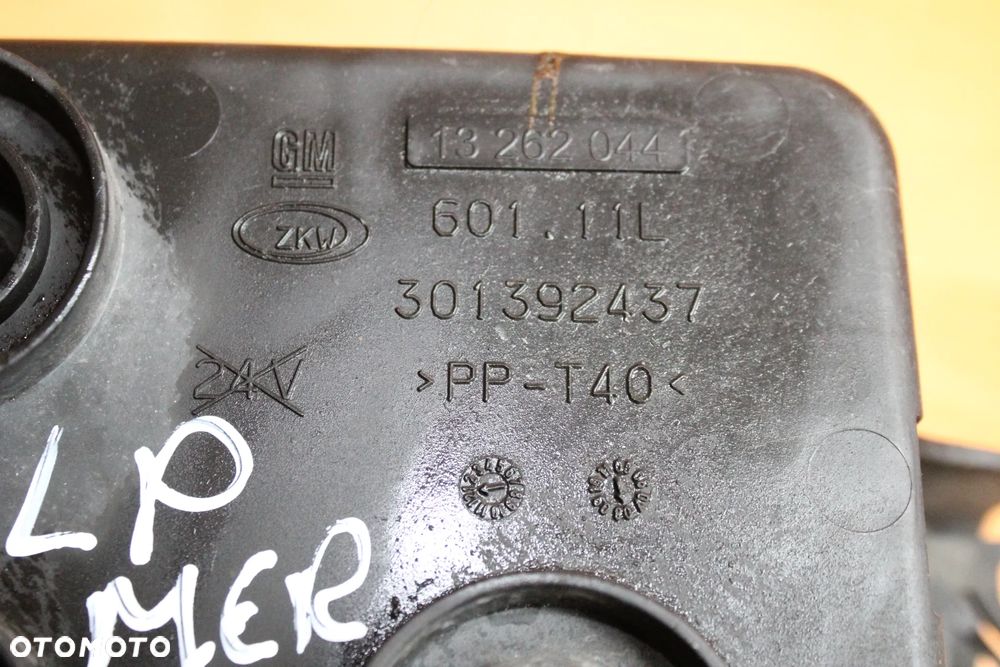 GM
13 262 044
ZKW
601.11L
301392437
24V
>PP-T40<
LP
MER
OTOMOTO